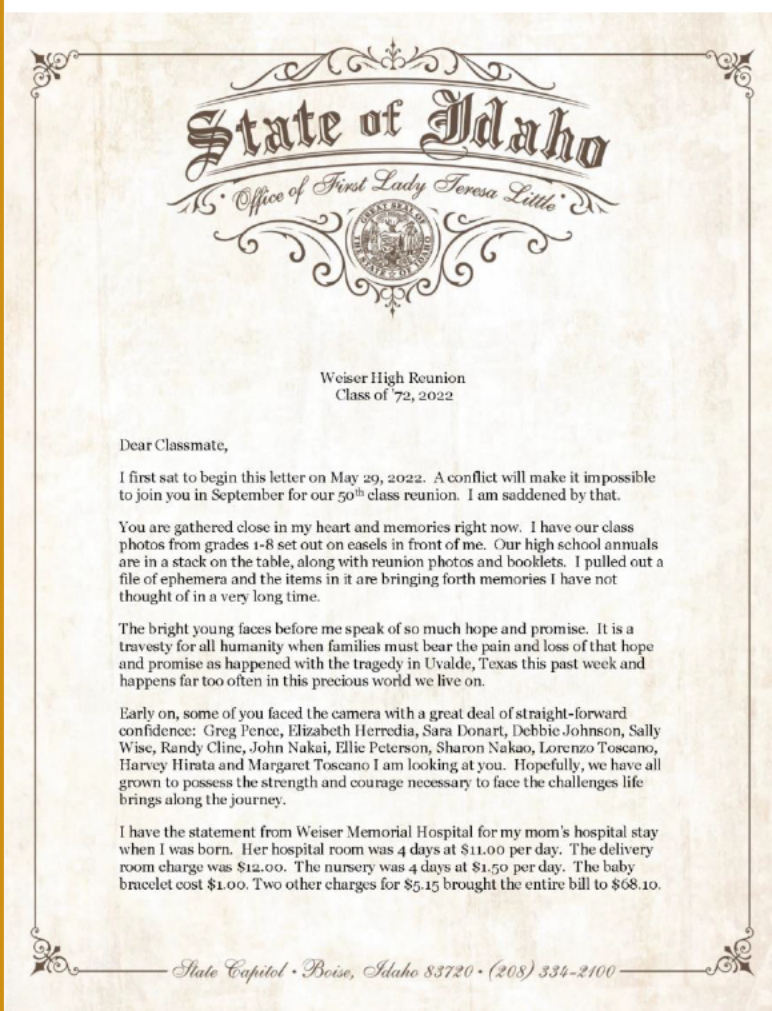 State of Idaho
Office of First Lady Teresa Little
GREAT SEAL OF
THE STATE OF IDAHO
Weiser High Reunion
Class of '72, 2022
Dear Classmate,
I first sat to begin this letter on May 29, 2022. A conflict will make it impossible
to join you in September for our 50th class reunion. I am saddened by that.
You are gathered close in my heart and memories right now. I have our class
photos from grades 1-8 set out on easels in front of me. Our high school annuals
are in a stack on the table, along with reunion photos and booklets. I pulled out a
file of ephemera and the items in it are bringing forth memories I have not
thought of in a very long time.
The bright young faces before me speak of so much hope and promise. It is a
travesty for all humanity when families must bear the pain and loss of that hope
and promise as happened with the tragedy in Uvalde, Texas this past week and
happens far too often in this precious world we live on.
Early on, some of you faced the camera with a great deal of straight-forward
confidence: Greg Pence, Elizabeth Herredia, Sara Donart, Debbie Johnson, Sally
Wise, Randy Cline, John Nakai, Ellie Peterson, Sharon Nakao, Lorenzo Toscano,
Harvey Hirata and Margaret Toscano I am looking at you. Hopefully, we have all
grown to possess the strength and courage necessary to face the challenges life
brings along the journey.
I have the statement from Weiser Memorial Hospital for my mom's hospital stay
when I was born. Her hospital room was 4 days at $11.00 per day. The delivery
room charge was $12.00. The nursery was 4 days at $1.50 per day. The baby
bracelet cost $1.00. Two other charges for $5.15 brought the entire bill to $68.10.
State Capitol • Boise, Idaho 83720 • (208) 334-2100